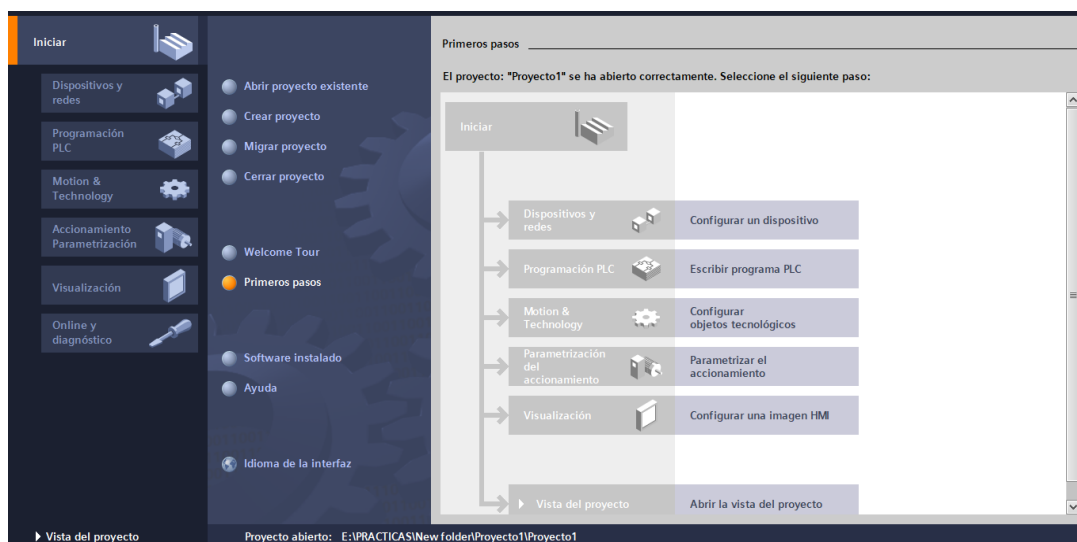 Iniciar
Dispositivos y
redes
Programación
PLC
Motion &
Technology
Accionamiento
Parametrización
Visualización
Online y
diagnóstico
Abrir proyecto existente
Crear proyecto
Migrar proyecto
Cerrar proyecto
Welcome Tour
Primeros pasos
Software instalado
Ayuda
Idioma de la interfaz
Primeros pasos
El proyecto: "Proyecto1" se ha abierto correctamente. Seleccione el siguiente paso:
Iniciar
Dispositivos y
redes
Configurar un dispositivo
Programación PLC
Escribir programa PLC
Motion &
Technology
Configurar
objetos tecnológicos
Parametrización
del
accionamiento
Parametrizar el
accionamiento
Visualización
Configurar una imagen HMI
Vista del proyecto
Abrir la vista del proyecto
Vista del proyecto
Proyecto abierto: E:\PRACTICAS\New folder\Proyecto1\Proyecto1